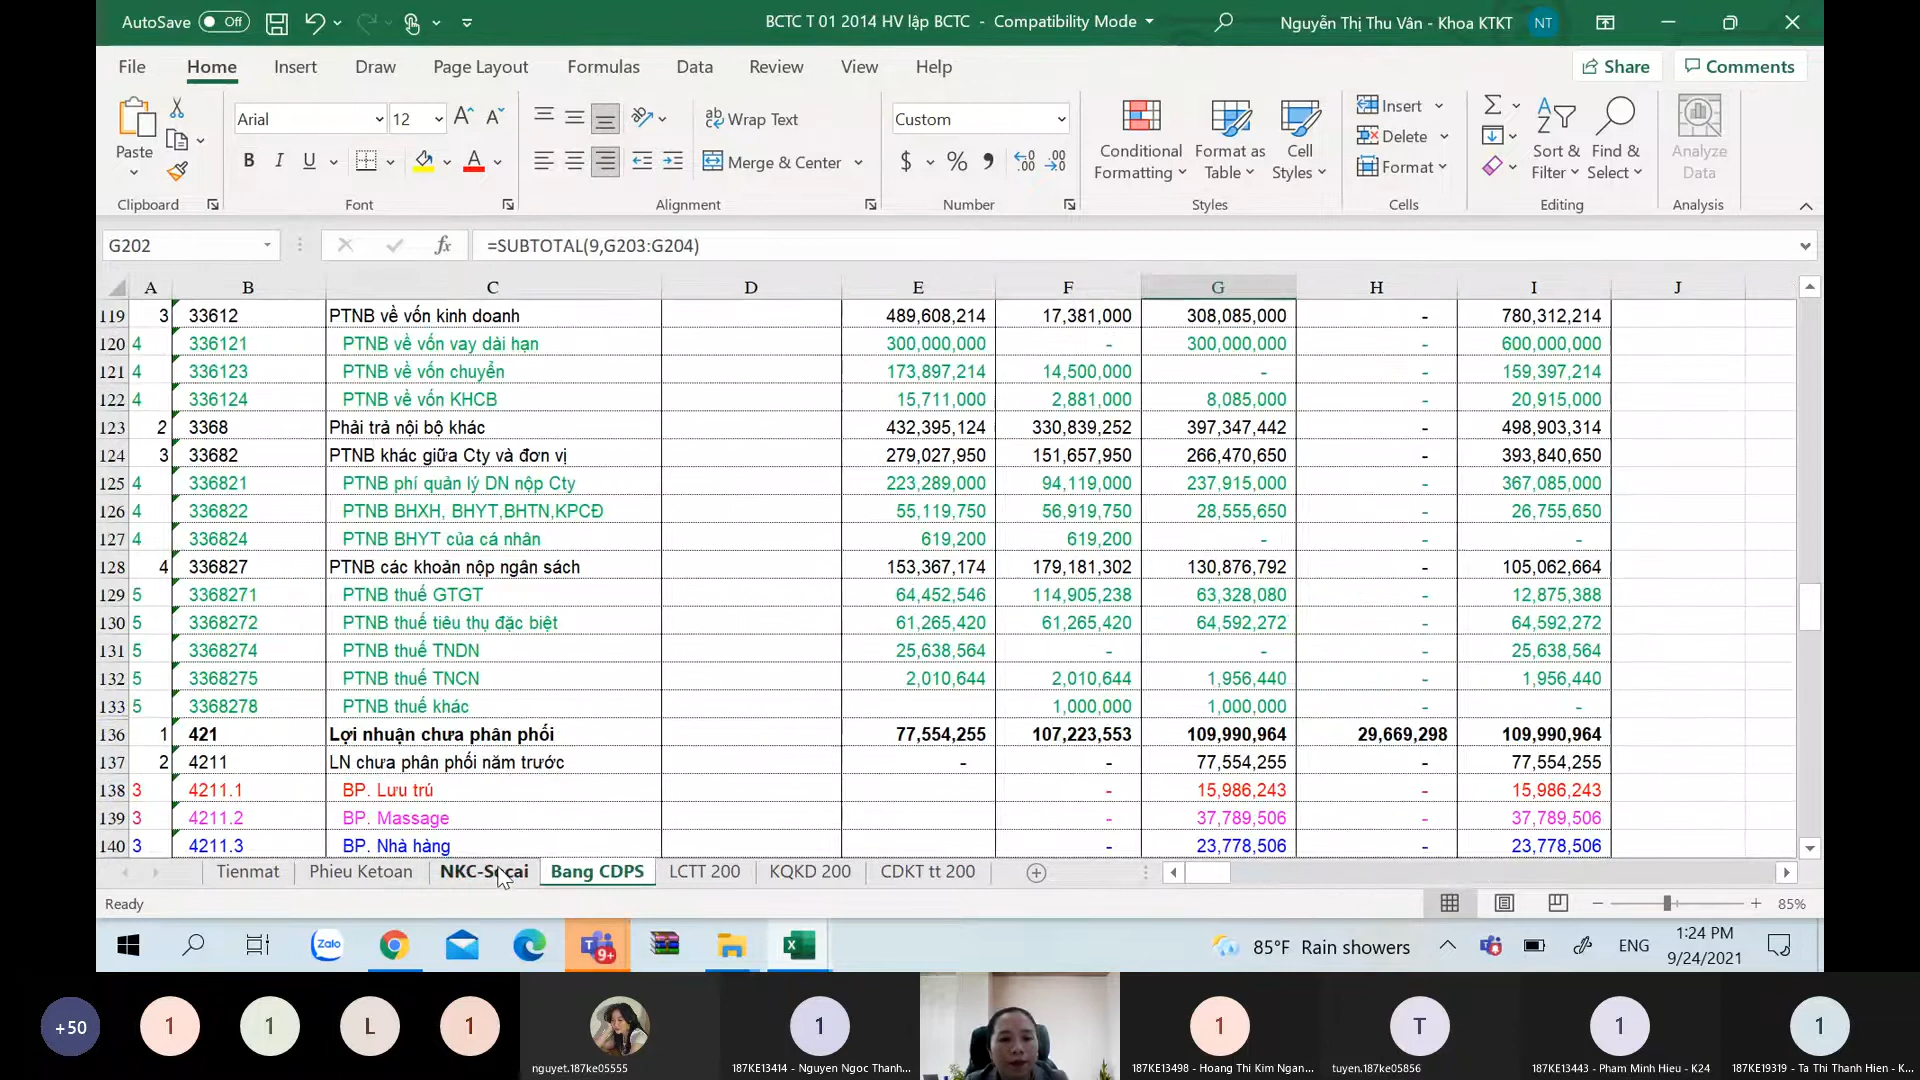 AutoSave Off BCTC T 01 2014 HV lập BCTC - Compatibility Mode Nguyễn Thị Thu Vân - Khoa KTKT NT
File Home Insert Draw Page Layout Formulas Data Review View Help Share Comments
Paste Arial 12 Wrap Text Custom Conditional Formatting Format as Table Cell Styles Insert Σ Sort & Filter Find & Select Analyze Data
B I U A Merge & Center $ % Delete Format
Clipboard Font Alignment Number Styles Cells Editing Analysis
G202 fx =SUBTOTAL(9,G203:G204)
A B C D E F G H I J
119 3 33612 PTNB về vốn kinh doanh 489,608,214 17,381,000 308,085,000 - 780,312,214
120 4 336121 PTNB về vốn vay dài hạn 300,000,000 - 300,000,000 - 600,000,000
121 4 336123 PTNB về vốn chuyển 173,897,214 14,500,000 - - 159,397,214
122 4 336124 PTNB về vốn KHCB 15,711,000 2,881,000 8,085,000 - 20,915,000
123 2 3368 Phải trả nội bộ khác 432,395,124 330,839,252 397,347,442 - 498,903,314
124 3 33682 PTNB khác giữa Cty và đơn vị 279,027,950 151,657,950 266,470,650 - 393,840,650
125 4 336821 PTNB phí quản lý DN nộp Cty 223,289,000 94,119,000 237,915,000 - 367,085,000
126 4 336822 PTNB BHXH, BHYT,BHTN,KPCĐ 55,119,750 56,919,750 28,555,650 - 26,755,650
127 4 336824 PTNB BHYT của cá nhân 619,200 619,200 - - -
128 4 336827 PTNB các khoản nộp ngân sách 153,367,174 179,181,302 130,876,792 - 105,062,664
129 5 3368271 PTNB thuế GTGT 64,452,546 114,905,238 63,328,080 - 12,875,388
130 5 3368272 PTNB thuế tiêu thụ đặc biệt 61,265,420 61,265,420 64,592,272 - 64,592,272
131 5 3368274 PTNB thuế TNDN 25,638,564 - - - 25,638,564
132 5 3368275 PTNB thuế TNCN 2,010,644 2,010,644 1,956,440 - 1,956,440
133 5 3368278 PTNB thuế khác 1,000,000 1,000,000 - -
136 1 421 Lợi nhuận chưa phân phối 77,554,255 107,223,553 109,990,964 29,669,298 109,990,964
137 2 4211 LN chưa phân phối năm trước - - 77,554,255 - 77,554,255
138 3 4211.1 BP. Lưu trú - 15,986,243 - 15,986,243
139 3 4211.2 BP. Massage - 37,789,506 - 37,789,506
140 3 4211.3 BP. Nhà hàng - 23,778,506 - 23,778,506
Tienmat Phieu Ketoan NKC-Socai Bang CDPS LCTT 200 KQKD 200 CDKT tt 200
Ready 85%
Zalo 9+ 85°F Rain showers ENG 1:24 PM
9/24/2021
+50 1 1 L 1 1 1 T 1 1
nguyet.187ke05555 187KE13414 - Nguyen Ngoc Thanh... 187KE13498 - Hoang Thi Kim Ngan... tuyen.187ke05856 187KE13443 - Pham Minh Hieu - K24 187KE19319 - Ta Thi Thanh Hien - K...